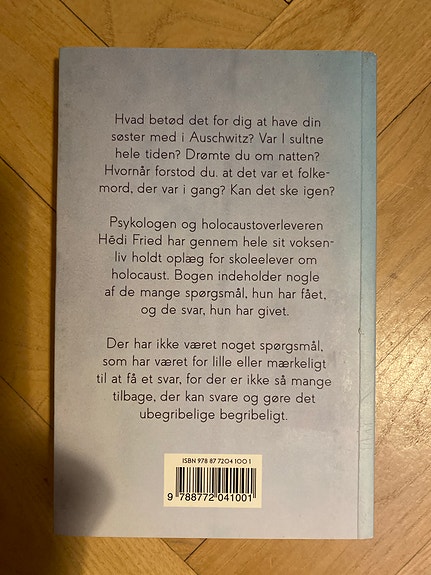 Hvad betød det for dig at have din
søster med i Auschwitz? Var I sultne
hele tiden? Drømte du om natten?
Hvornår forstod du. at det var et folke-
mord, der var i gang? Kan det ske igen?
Psykologen og holocaustoverleveren
Hédi Fried har gennem hele sit voksen-
liv holdt oplæg for skoleelever om
holocaust. Bogen indeholder nogle
af de mange spørgsmål, hun har fået,
og de svar, hun har givet.
Der har ikke været noget spørgsmål,
som har været for lille eller mærkeligt
til at få et svar, for der er ikke så mange
tilbage, der kan svare og gøre det
ubegribelige begribeligt.
ISBN 978 87 7204 100 1
9 788772 041001